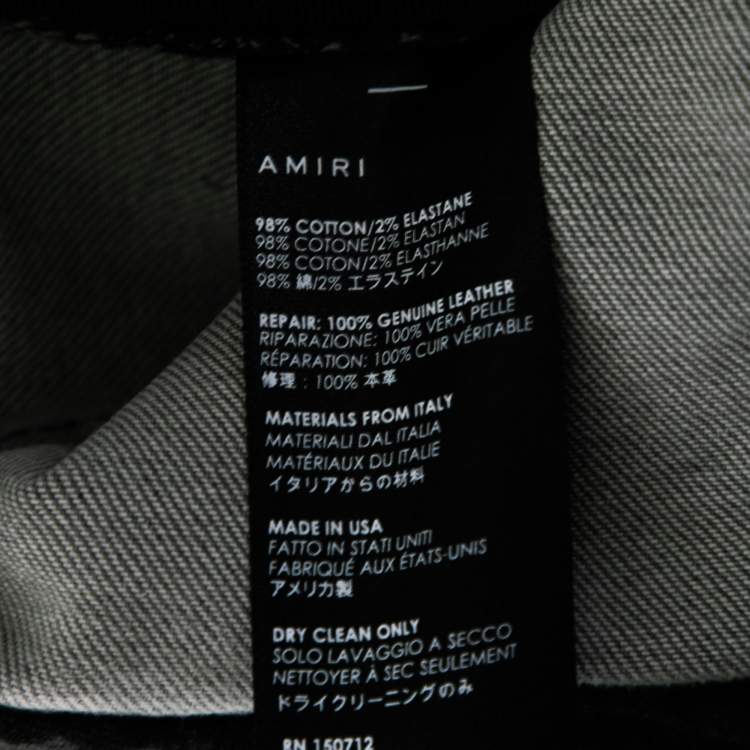 AMIRI
98% COTTON/2% ELASTANE
98% COTONE/2% ELASTAN
98% COTON/2% ELASTHANNE
98% 綿/2% エラステイン
REPAIR: 100% GENUINE LEATHER
RIPARAZIONE: 100% VERA PELLE
RÉPARATION: 100% CUIR VÉRITABLE
修理 : 100% 本革
MATERIALS FROM ITALY
MATERIALI DAL ITALIA
MATÉRIAUX DU ITALIE
イタリアからの材料
MADE IN USA
FATTO IN STATI UNITI
FABRIQUÉ AUX ÉTATS-UNIS
アメリカ製
DRY CLEAN ONLY
SOLO LAVAGGIO A SECCO
NETTOYER À SEC SEULEMENT
ドライクリーニングのみ
RN 150712